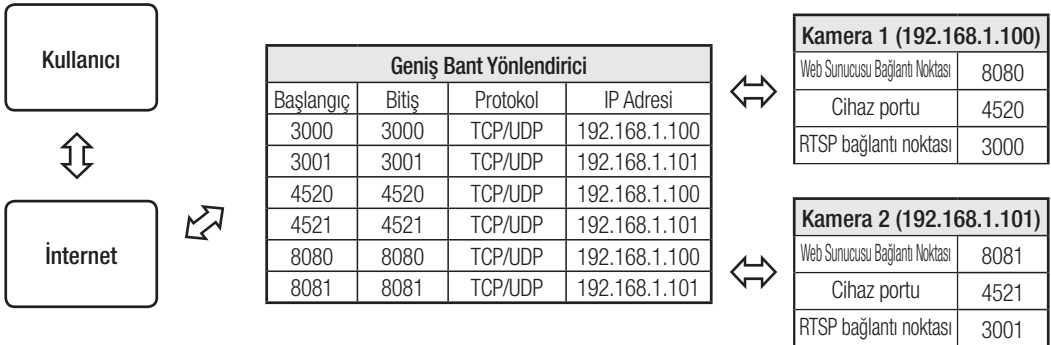 Kullanıcı
İnternet
Geniş Bant Yönlendirici
Başlangıç Bitiş Protokol IP Adresi
3000 3000 TCP/UDP 192.168.1.100
3001 3001 TCP/UDP 192.168.1.101
4520 4520 TCP/UDP 192.168.1.100
4521 4521 TCP/UDP 192.168.1.101
8080 8080 TCP/UDP 192.168.1.100
8081 8081 TCP/UDP 192.168.1.101
Kamera 1 (192.168.1.100)
Web Sunucusu Bağlantı Noktası 8080
Cihaz portu 4520
RTSP bağlantı noktası 3000
Kamera 2 (192.168.1.101)
Web Sunucusu Bağlantı Noktası 8081
Cihaz portu 4521
RTSP bağlantı noktası 3001